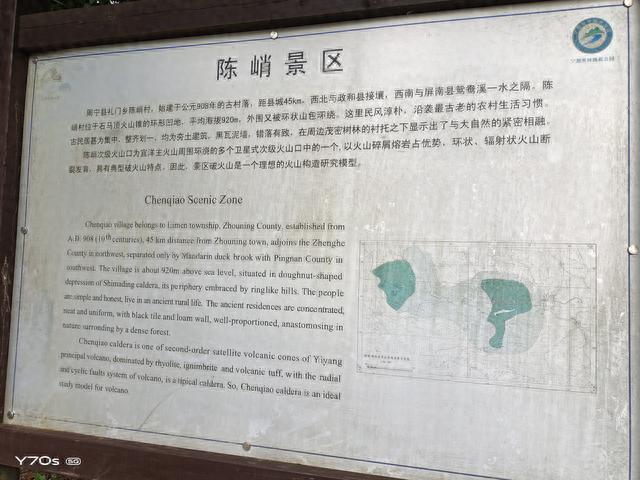 陈峭景区
周宁县礼门乡陈峭村，始建于公元908年的古村落，距县城45km，西北与政和县接壤，西南与屏南县鸳鸯溪一水之隔。陈
峭村位于石马顶火山锥的环形凹地，平均海拔920m，外围又被环状山包环绕。这里民风淳朴，沿袭最古老的农村生活习惯。
古民居甚为集中，整齐划一，均为夯土建筑，黑瓦泥墙，错落有致，在周边茂密树林的衬托之下显示出了与大自然的紧密相融。
陈峭次级火山口为宜洋主火山周围环绕的多个卫星式次级火山口中的一个，以火山碎屑熔岩占优势，环状、辐射状火山断
裂发育，具有典型破火山特点，因此，景区破火山是一个理想的火山构造研究模型。
Chenqiao Scenic Zone
Chenqiao village belongs to Limen township, Zhouning County, established from
A.D. 908 (10th centuries), 45 km distance from Zhouning town, adjoins the Zhenghe
County in northwest, separated only by Mandarin duck brook with Pingnan County in
southwest. The village is about 920m above sea level, situated in doughnut-shaped
depression of Shimading caldera, its periphery embraced by ringlike hills. The people
are simple and honest, live in an ancient rural life. The ancient residences are concentrated,
neat and uniform, with black tile and loam wall, well-proportioned, anastomosing in
nature surronding by a dense forest.
Chenqiao caldera is one of second-order satellite volcanic cones of Yiyang
principal volcano, dominated by rhyolite, ignimbrite and volcanic tuff, with the radial
and cyclic faults system of volcano, is a tipical caldera. So, Chenqiao caldera is an ideal
study model for volcano.
Y70s 5G